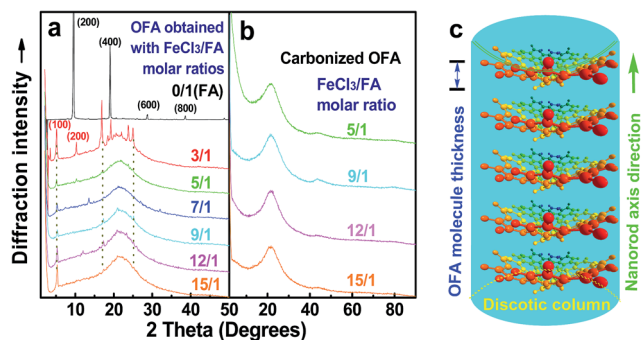 a
OFA obtained
with FeCl3/FA
molar ratios
0/1(FA)
(200)
(400)
(600)
(800)
(100)
(200)
3/1
5/1
7/1
9/1
12/1
15/1
Diffraction intensity
0
10
20
30
40
50
b
Carbonized OFA
FeCl3/FA
molar ratio
5/1
9/1
12/1
15/1
20
40
60
80
2 Theta (Degrees)
c
OFA molecule thickness
Nanorod axis direction
Discotic column